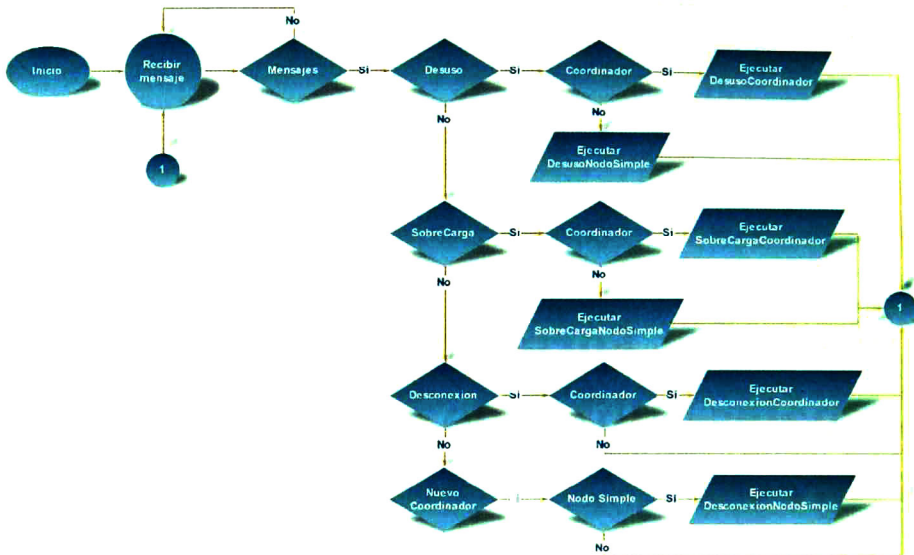 No
Inicio
Recibir
mensaje
Mensajes
Si
Desuso
Si
Coordinador
Si
Ejecutar
DesusoCoordinador
No
No
1
Ejecutar
DesusoNodoSimple
SobreCarga
Si
Coordinador
Si
Ejecutar
SobreCargaCoordinador
No
No
1
Ejecutar
SobreCargaNodoSimple
Desconexion
Si
Coordinador
Si
Ejecutar
DesconexionCoordinador
No
No
Nuevo
Coordinador
Nodo Simple
Si
Ejecutar
DesconexionNodoSimple
No